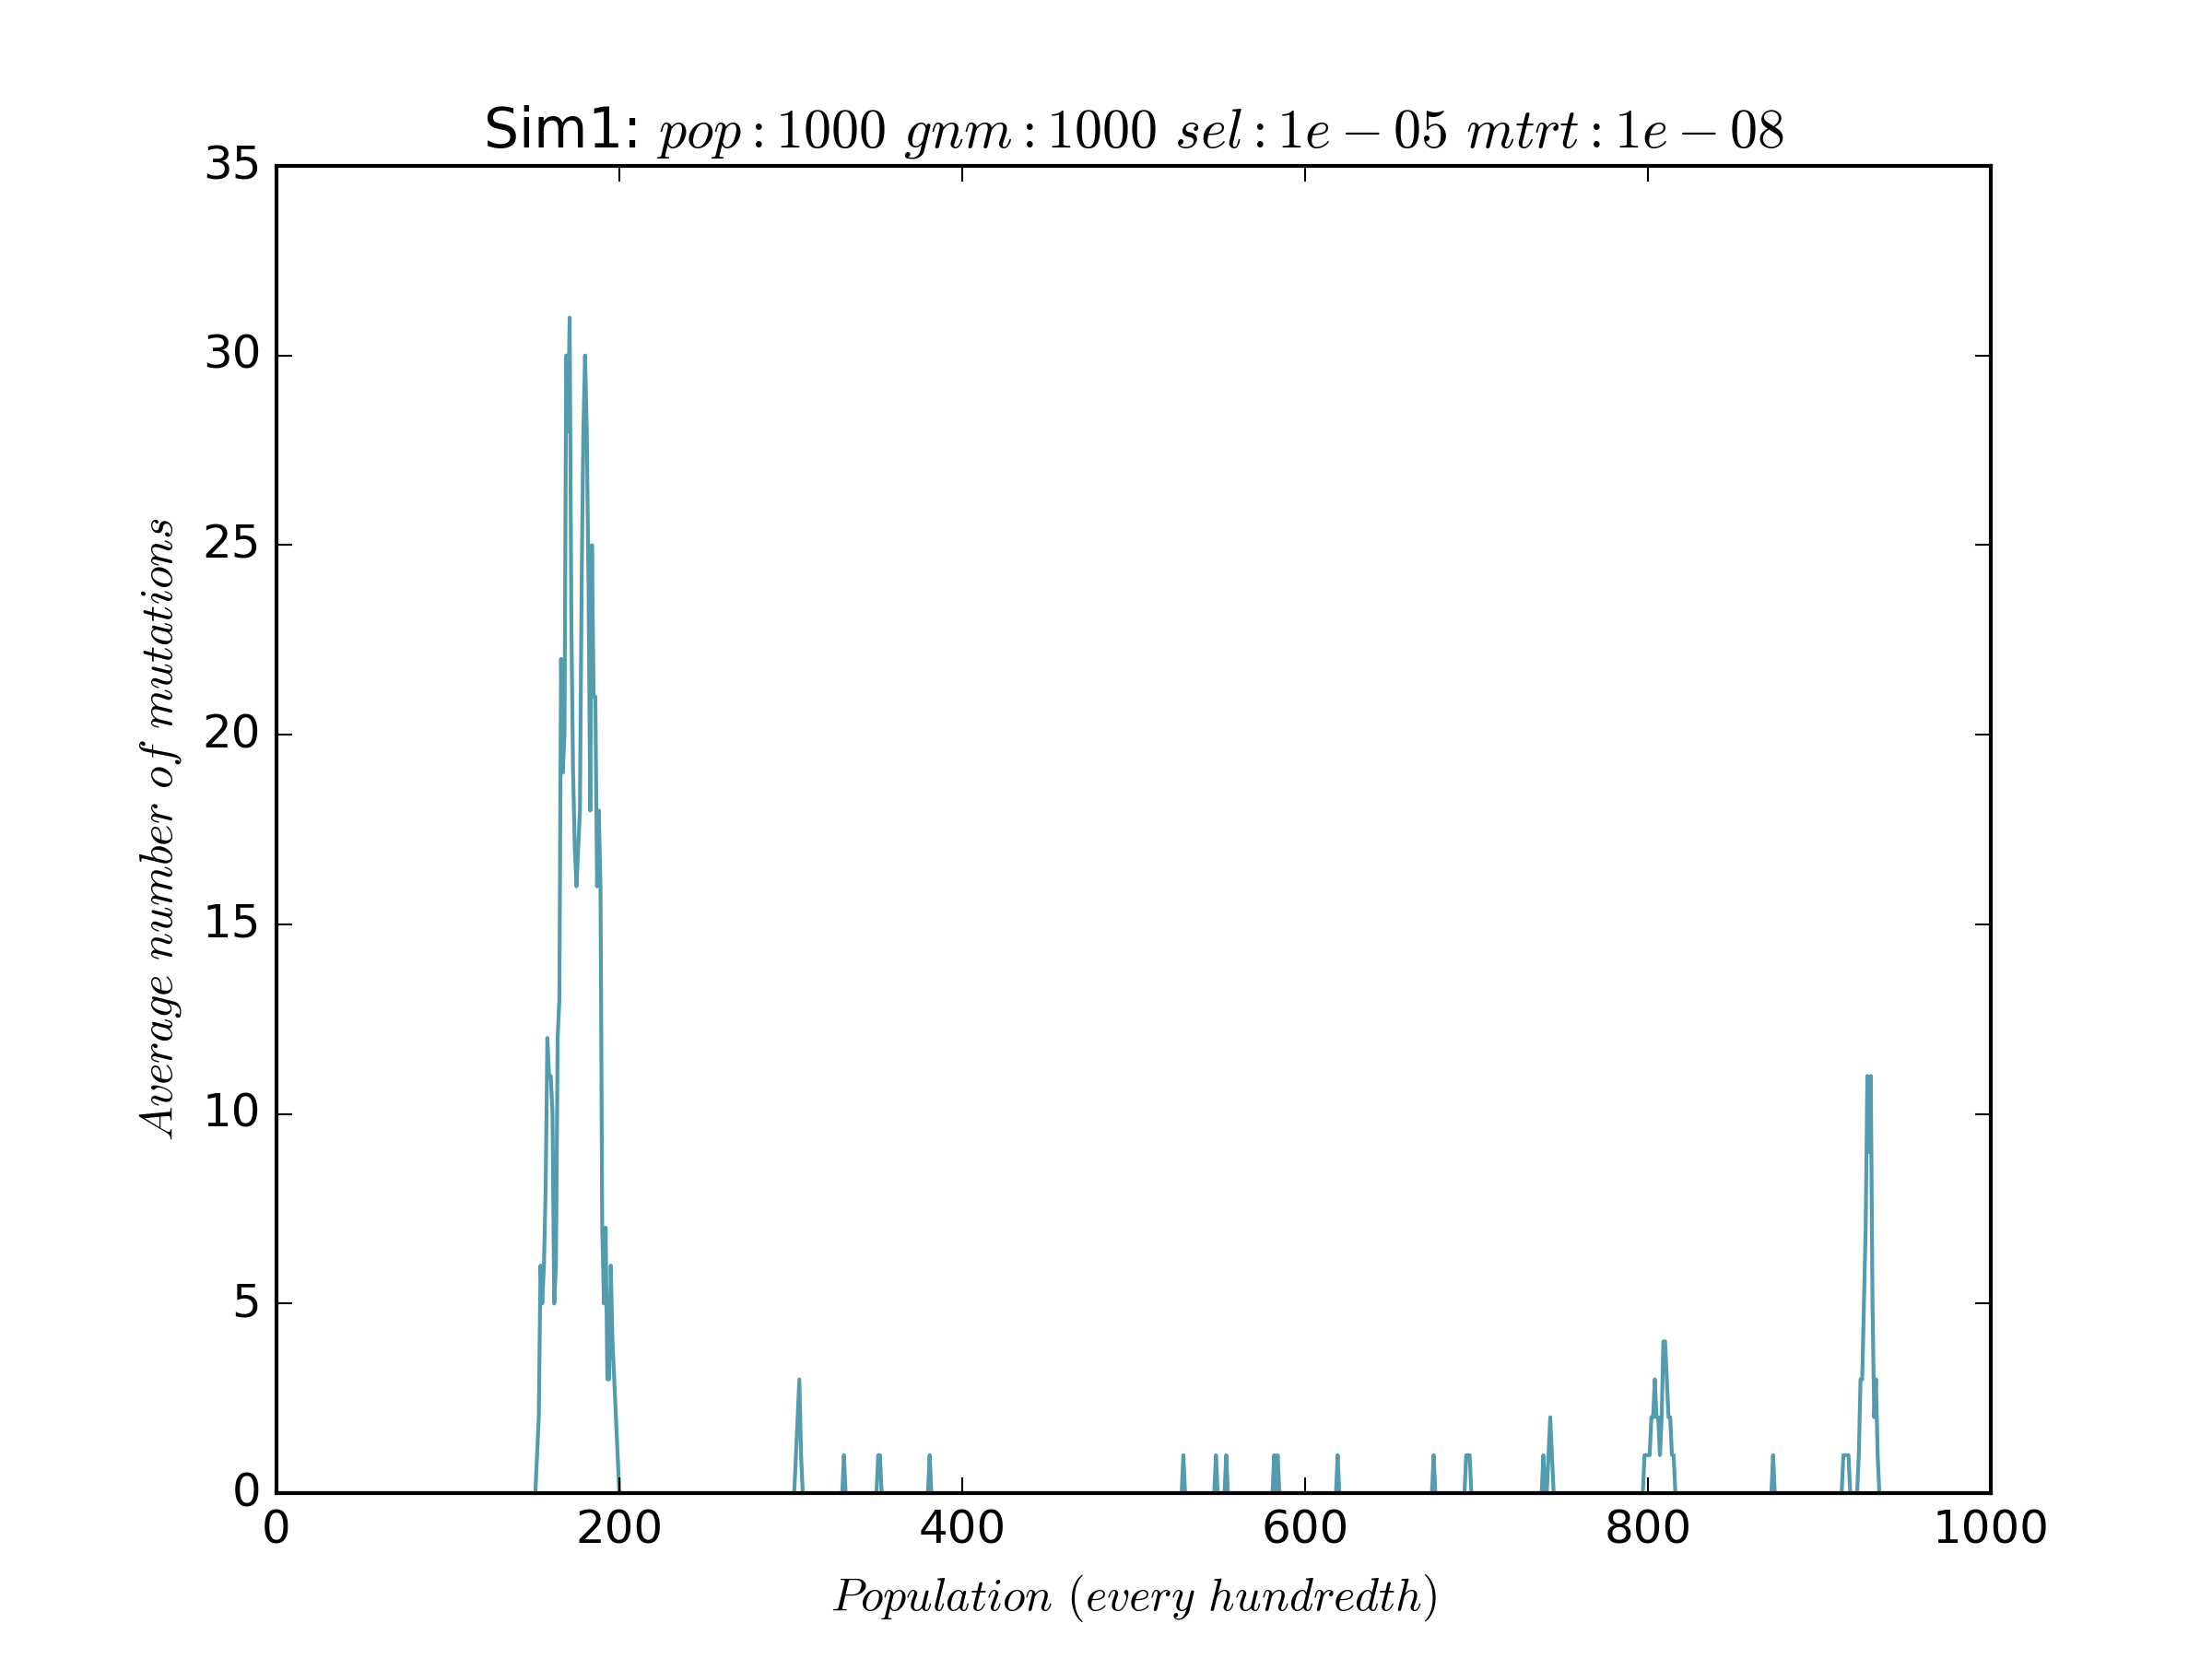 Sim1: pop : 1000 gnn : 1000 sel : 1e − 05 mtrt : 1e − 08
35
30
25
20
15
10
5
0
Average number of mutations
0 200 400 600 800 1000
Population (every hundredth)